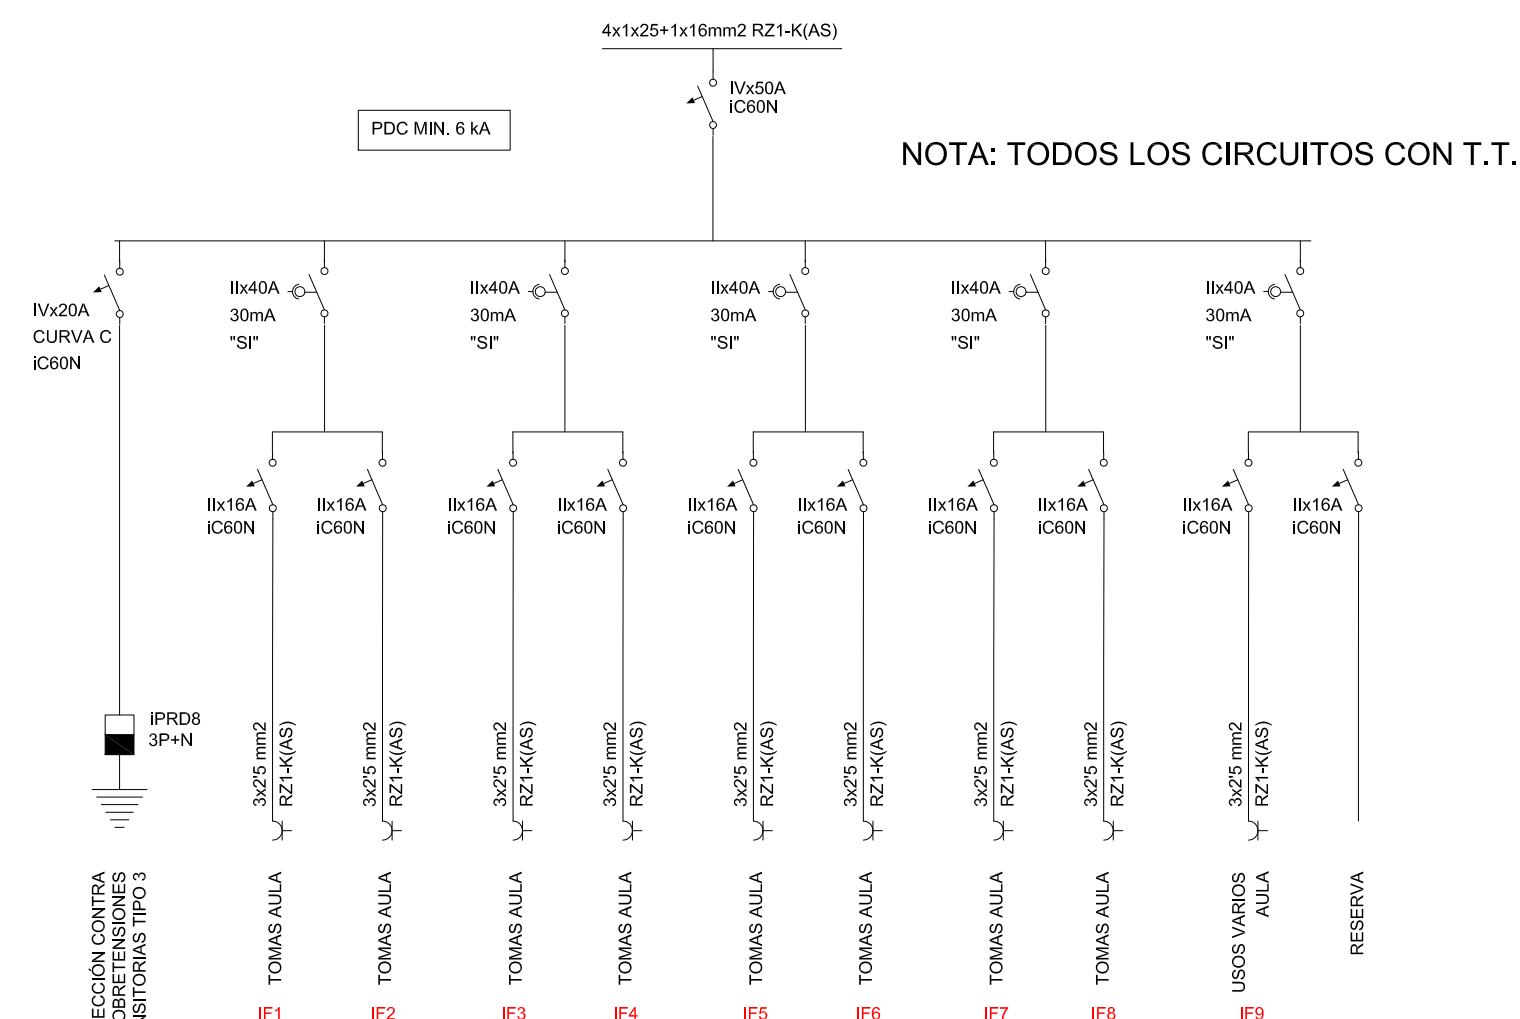 4x1x25+1x16mm2 RZ1-K(AS)
IVx50A
iC60N
PDC MIN. 6 kA
NOTA: TODOS LOS CIRCUITOS CON T.T.
IVx20A
CURVA C
iC60N
IIx40A
30mA
"SI"
IIx40A
30mA
"SI"
IIx40A
30mA
"SI"
IIx40A
30mA
"SI"
IIx40A
30mA
"SI"
IIx16A
iC60N
IIx16A
iC60N
IIx16A
iC60N
IIx16A
iC60N
IIx16A
iC60N
IIx16A
iC60N
IIx16A
iC60N
IIx16A
iC60N
IIx16A
iC60N
IIx16A
iC60N
iPRD8
3P+N
3x2'5 mm2
RZ1-K(AS)
3x2'5 mm2
RZ1-K(AS)
3x2'5 mm2
RZ1-K(AS)
3x2'5 mm2
RZ1-K(AS)
3x2'5 mm2
RZ1-K(AS)
3x2'5 mm2
RZ1-K(AS)
3x2'5 mm2
RZ1-K(AS)
3x2'5 mm2
RZ1-K(AS)
3x2'5 mm2
RZ1-K(AS)
ECCIÓN CONTRA
OBRETENSIONES
NSITORIAS TIPO 3
TOMAS AULA
TOMAS AULA
TOMAS AULA
TOMAS AULA
TOMAS AULA
TOMAS AULA
TOMAS AULA
TOMAS AULA
USOS VARIOS
AULA
RESERVA
IF1
IF2
IF3
IF4
IF5
IF6
IF7
IF8
IF9